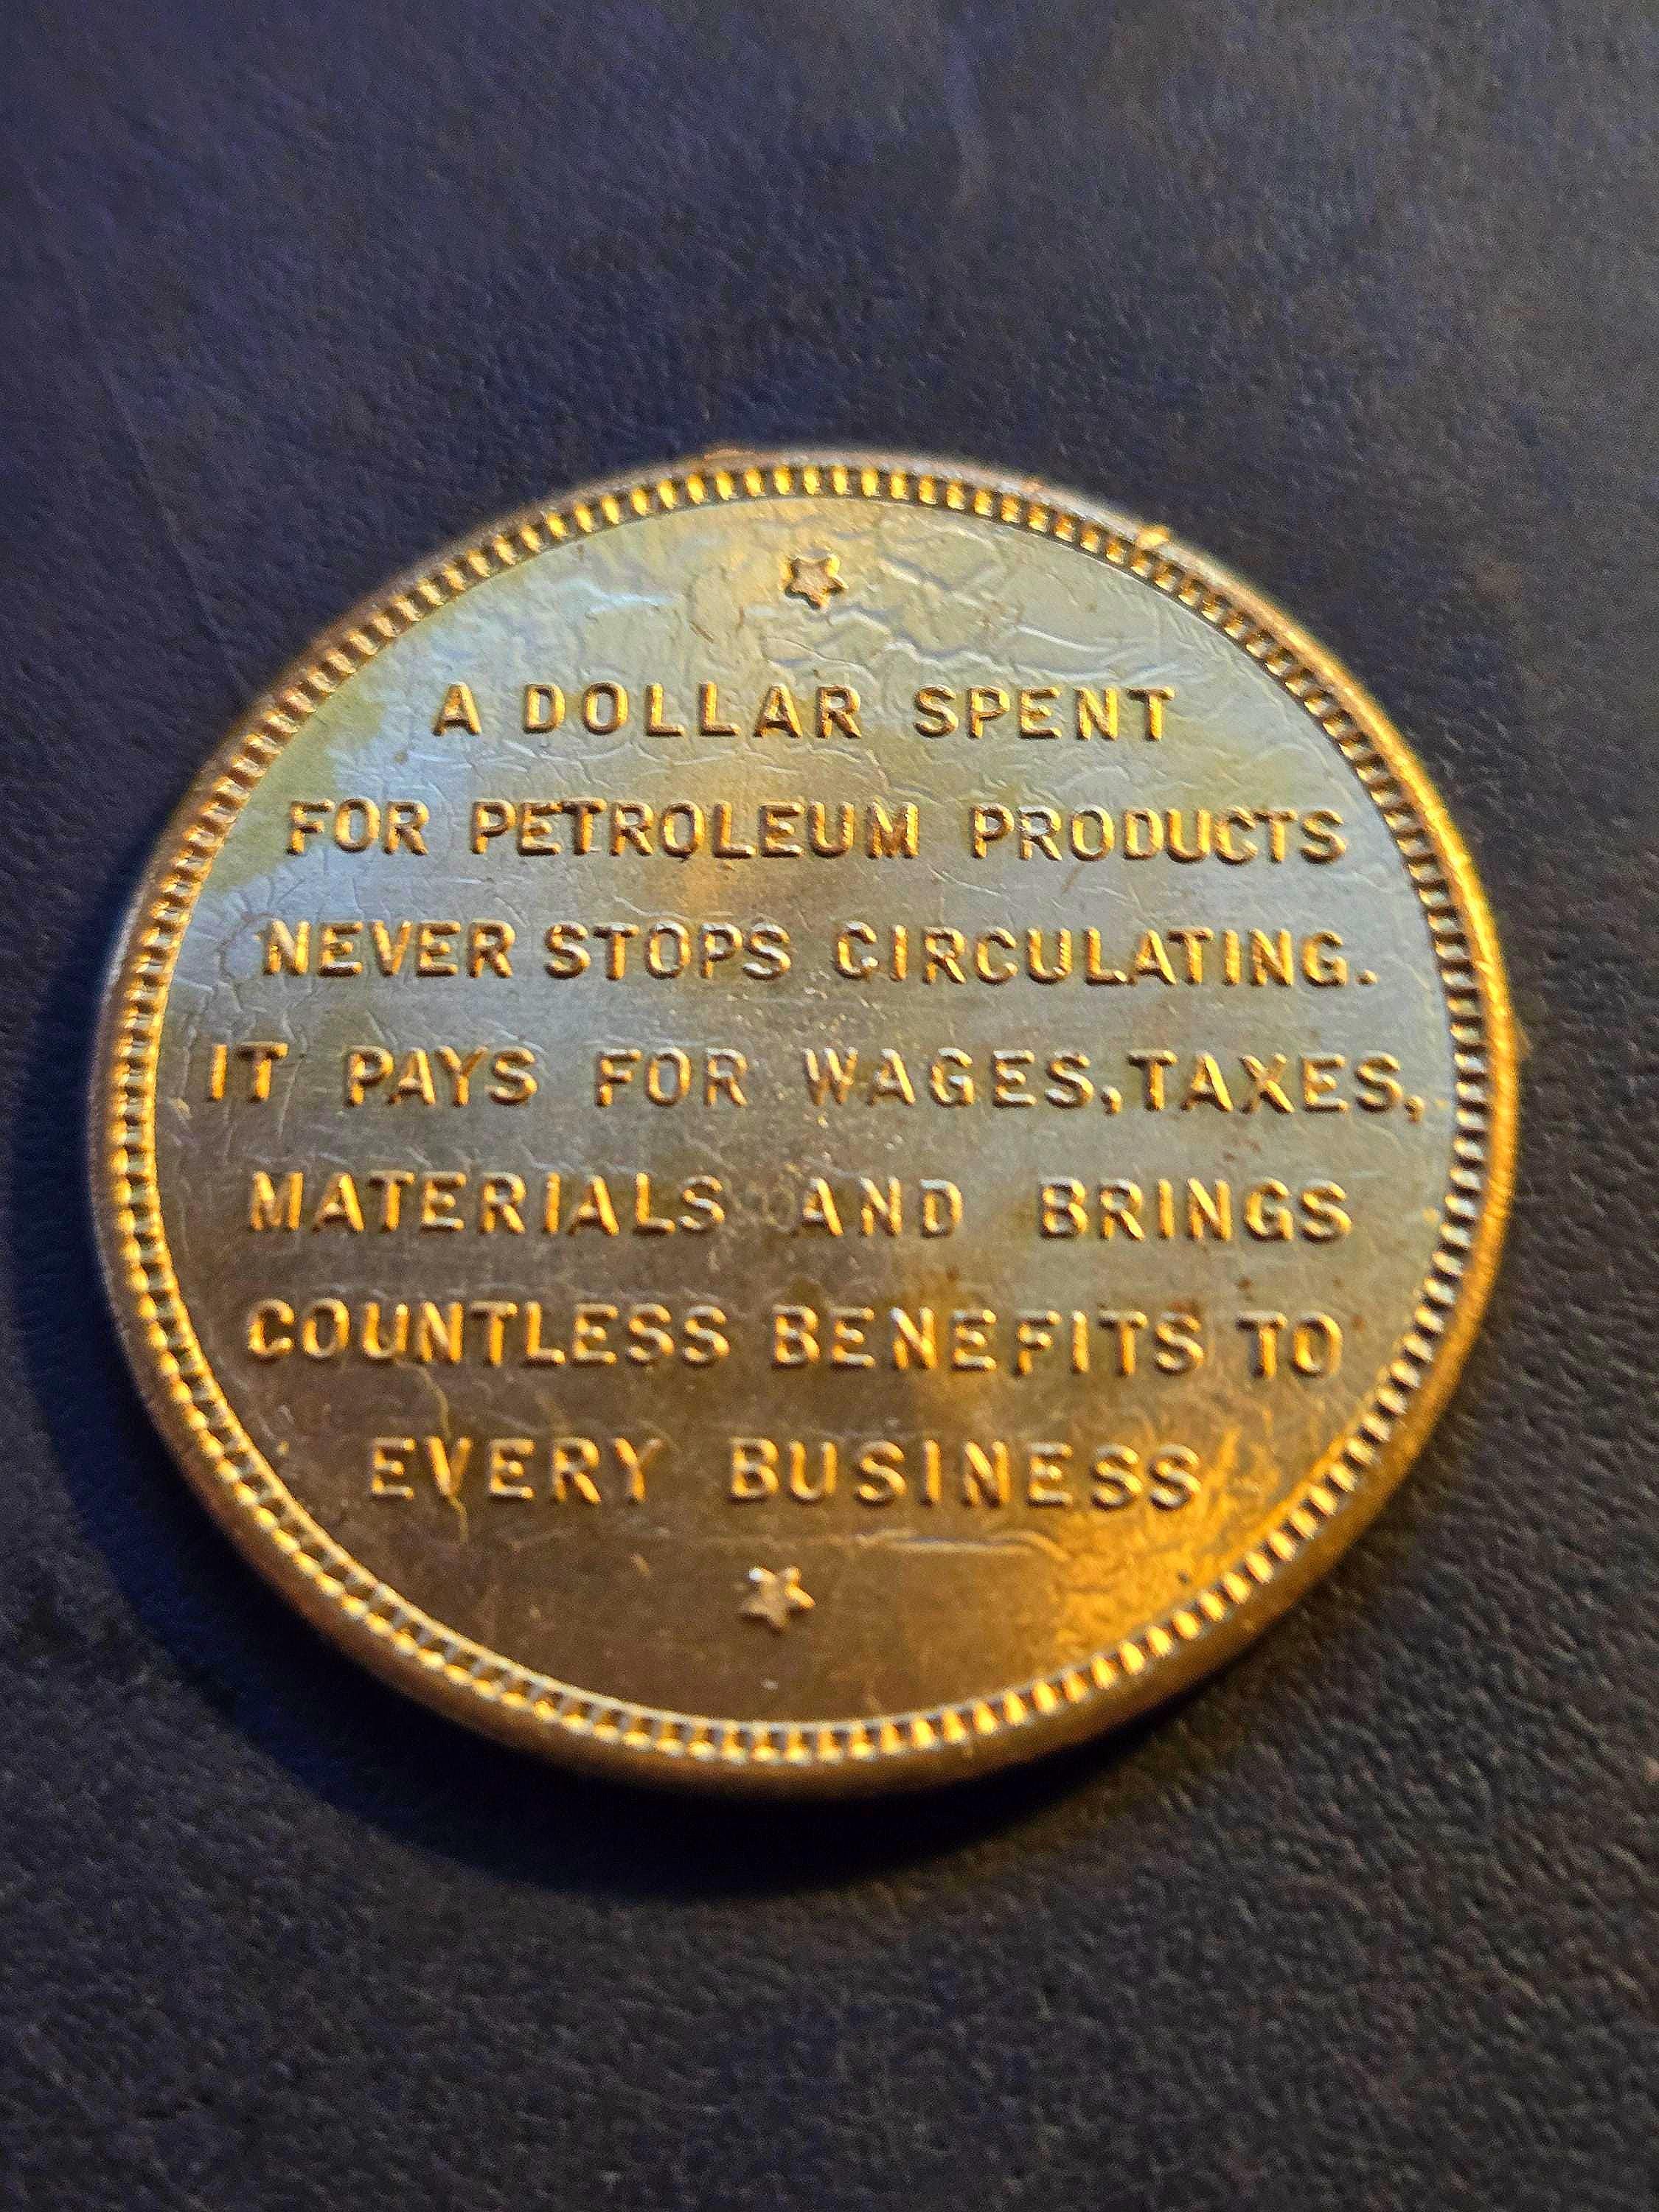 A DOLLAR SPENT
FOR PETROLEUM PRODUCTS
NEVER STOPS CIRCULATING.
IT PAYS FOR WAGES, TAXES,
MATERIALS AND BRINGS
COUNTLESS BENEFITS TO
EVERY BUSINESS